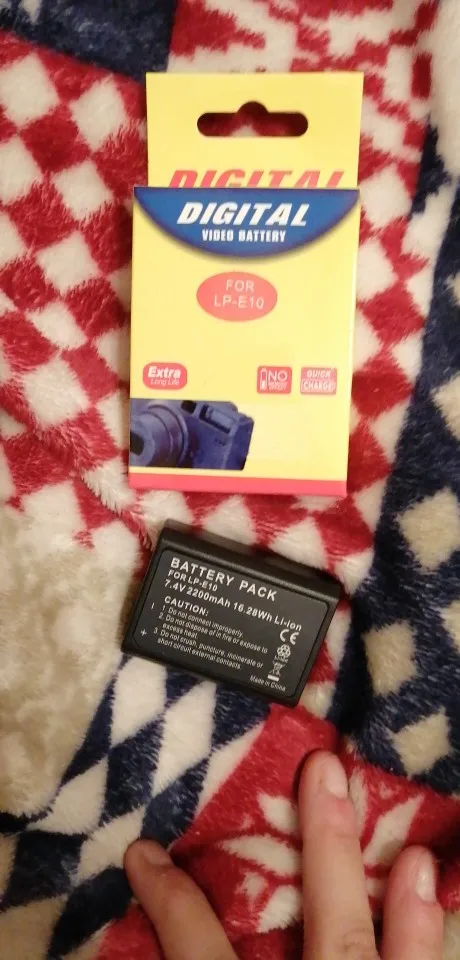 DIGITAL
DIGITAL
VIDEO BATTERY
FOR
LP-E10
Extra
Long Life
NO
QUICK
CHARGE
BATTERY PACK
FOR LP-E10
7.4V 2200mAh 16.28Wh Li-ion
CAUTION:
1. Do not connect improperly.
2. Do not dispose of in fire or expose to
excess heat.
3. Do not crush, puncture, incinerate or
short circuit external contacts.
- +
CE
Made in China